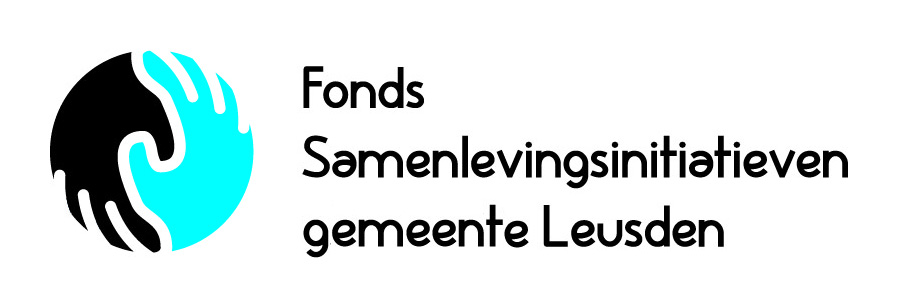 Fonds
Samenlevingsinitiatieven
gemeente Leusden